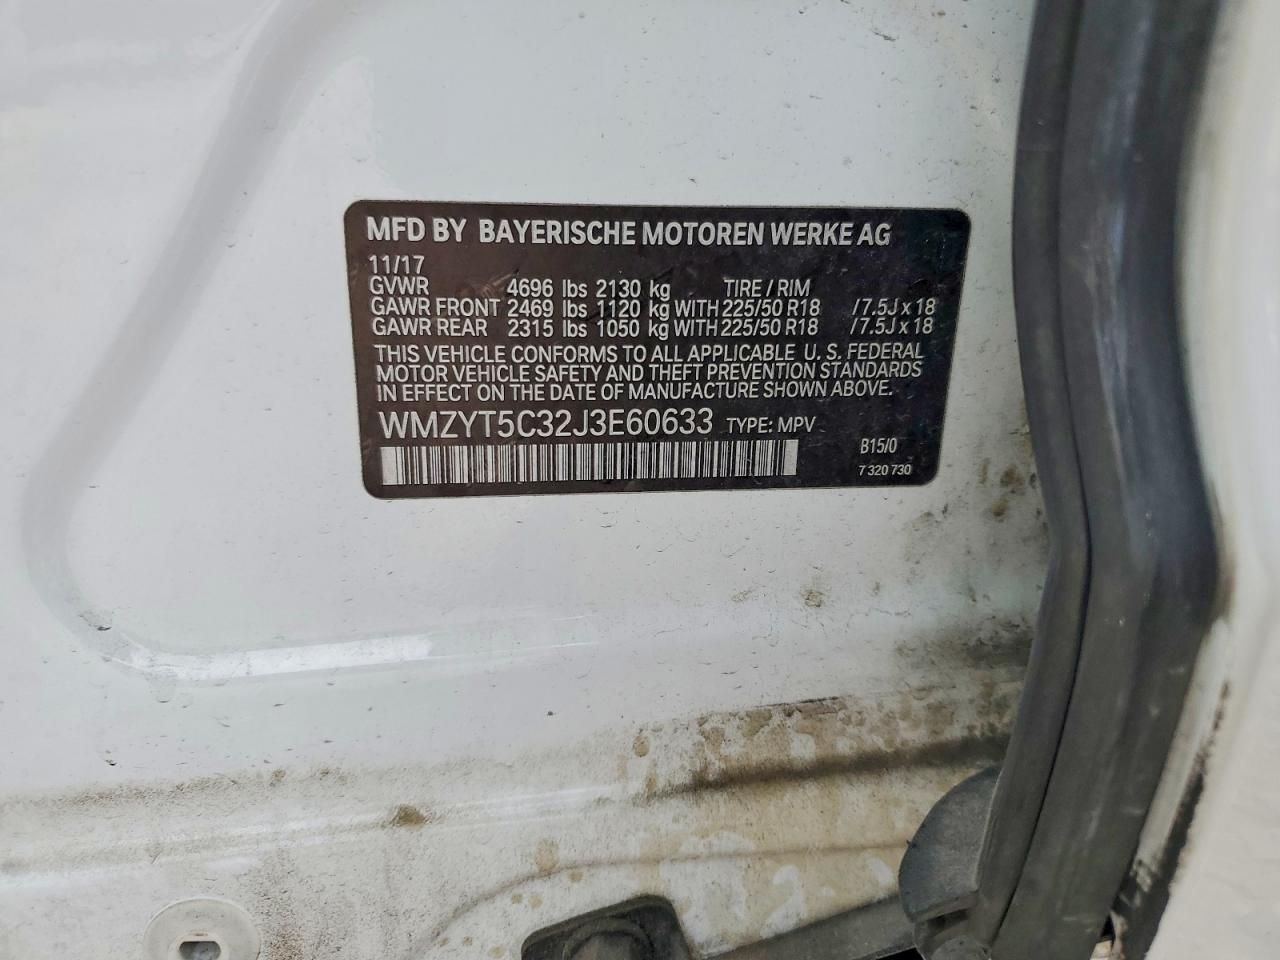 MFD BY BAYERISCHE MOTOREN WERKE AG
11/17
GVWR 4696 lbs 2130 kg TIRE / RIM
GAWR FRONT 2469 lbs 1120 kg WITH 225/50 R18 /7.5J x 18
GAWR REAR 2315 lbs 1050 kg WITH 225/50 R18 /7.5J x 18
THIS VEHICLE CONFORMS TO ALL APPLICABLE U. S. FEDERAL
MOTOR VEHICLE SAFETY AND THEFT PREVENTION STANDARDS
IN EFFECT ON THE DATE OF MANUFACTURE SHOWN ABOVE.
WMZYT5C32J3E60633 TYPE: MPV
B15/0
7 320 730